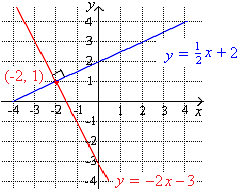 y
4
3
y = 1/2 x + 2
2
(-2, 1)
1
-4 -3 -2 -1 1 2 3 4 x
-1
-2
-3
-4
y = -2x - 3